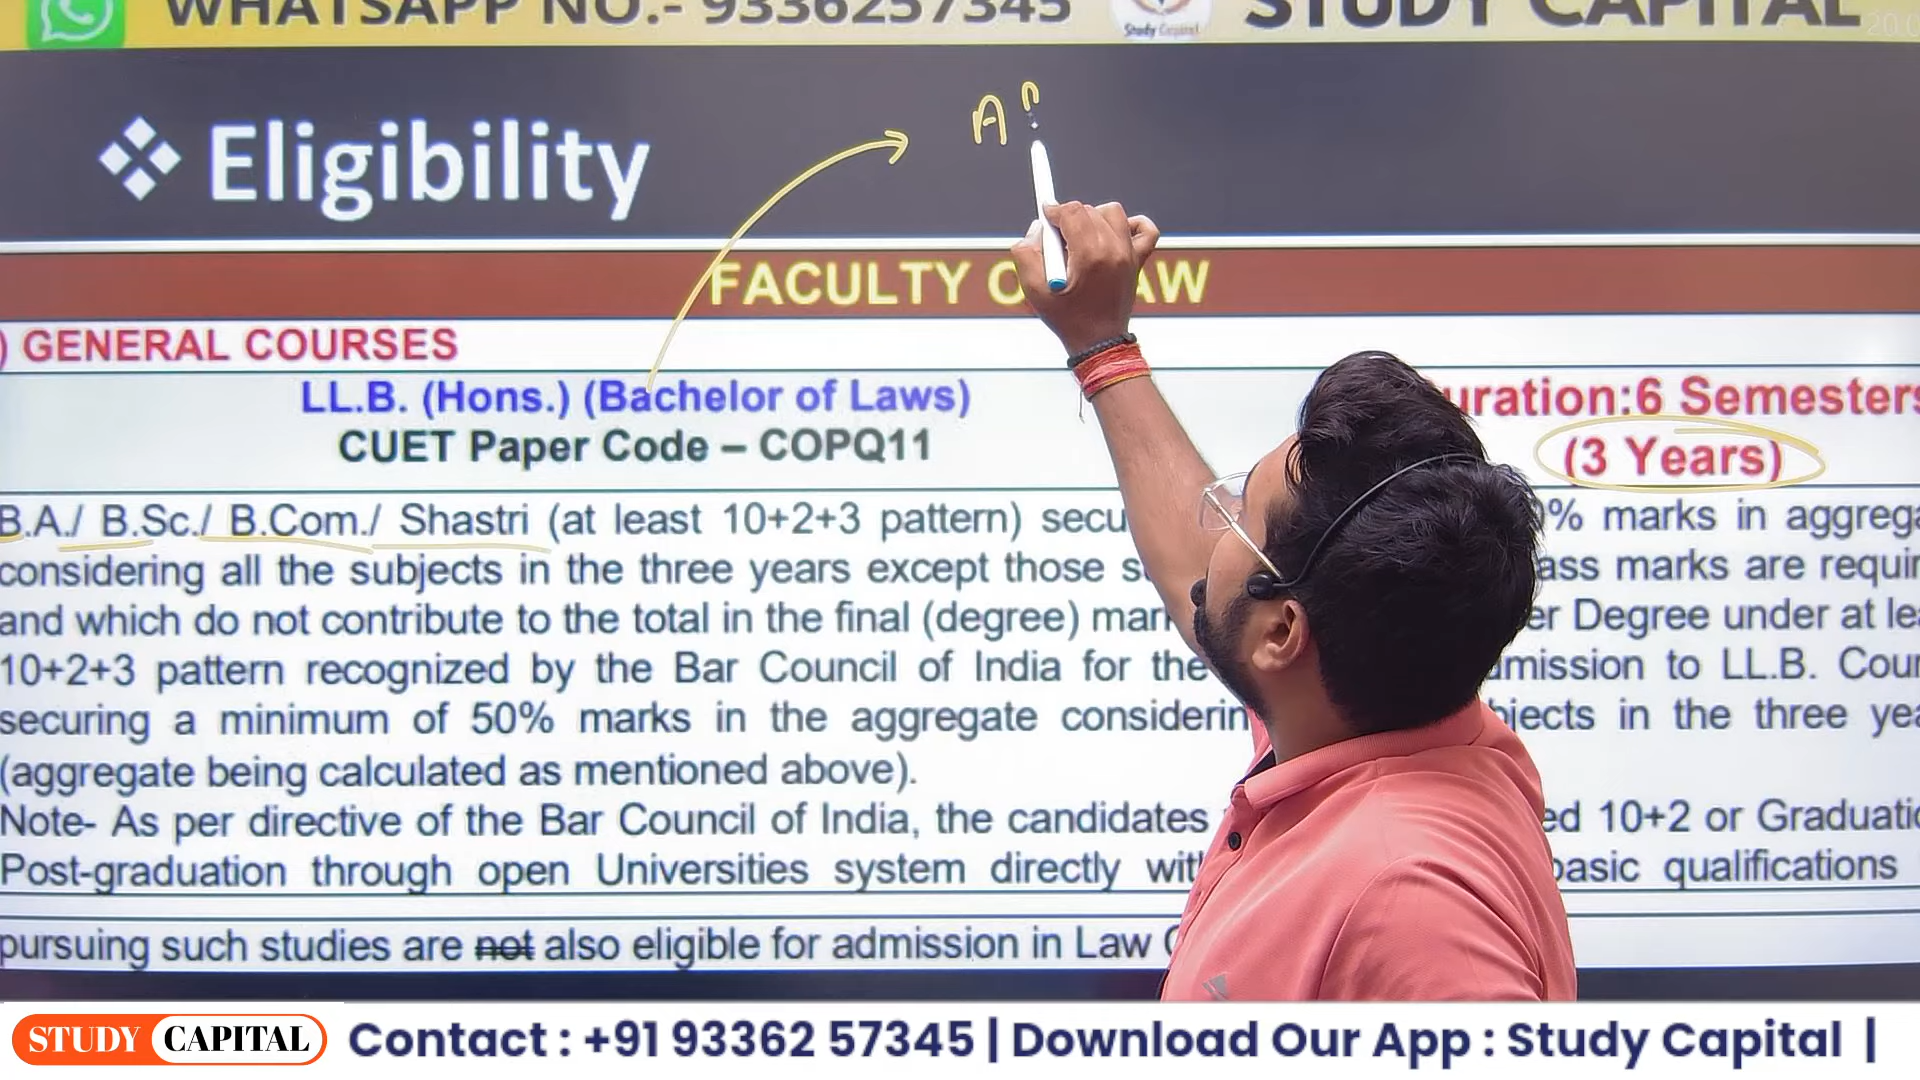 WHATSAPP NO.- 9336257345
STUDY CAPITAL
Study Capital
❖ Eligibility
FACULTY O AW
) GENERAL COURSES
LL.B. (Hons.) (Bachelor of Laws)
uration:6 Semesters
CUET Paper Code – COPQ11
(3 Years)
B.A./ B.Sc./ B.Com./ Shastri (at least 10+2+3 pattern) secu 0% marks in aggrega
considering all the subjects in the three years except those s ass marks are requir
and which do not contribute to the total in the final (degree) mar er Degree under at lea
10+2+3 pattern recognized by the Bar Council of India for the mission to LL.B. Cour
securing a minimum of 50% marks in the aggregate considerin bjects in the three yea
(aggregate being calculated as mentioned above).
Note- As per directive of the Bar Council of India, the candidates ed 10+2 or Graduatio
Post-graduation through open Universities system directly wit basic qualifications
pursuing such studies are not also eligible for admission in Law
STUDY CAPITAL Contact : +91 93362 57345 | Download Our App : Study Capital |